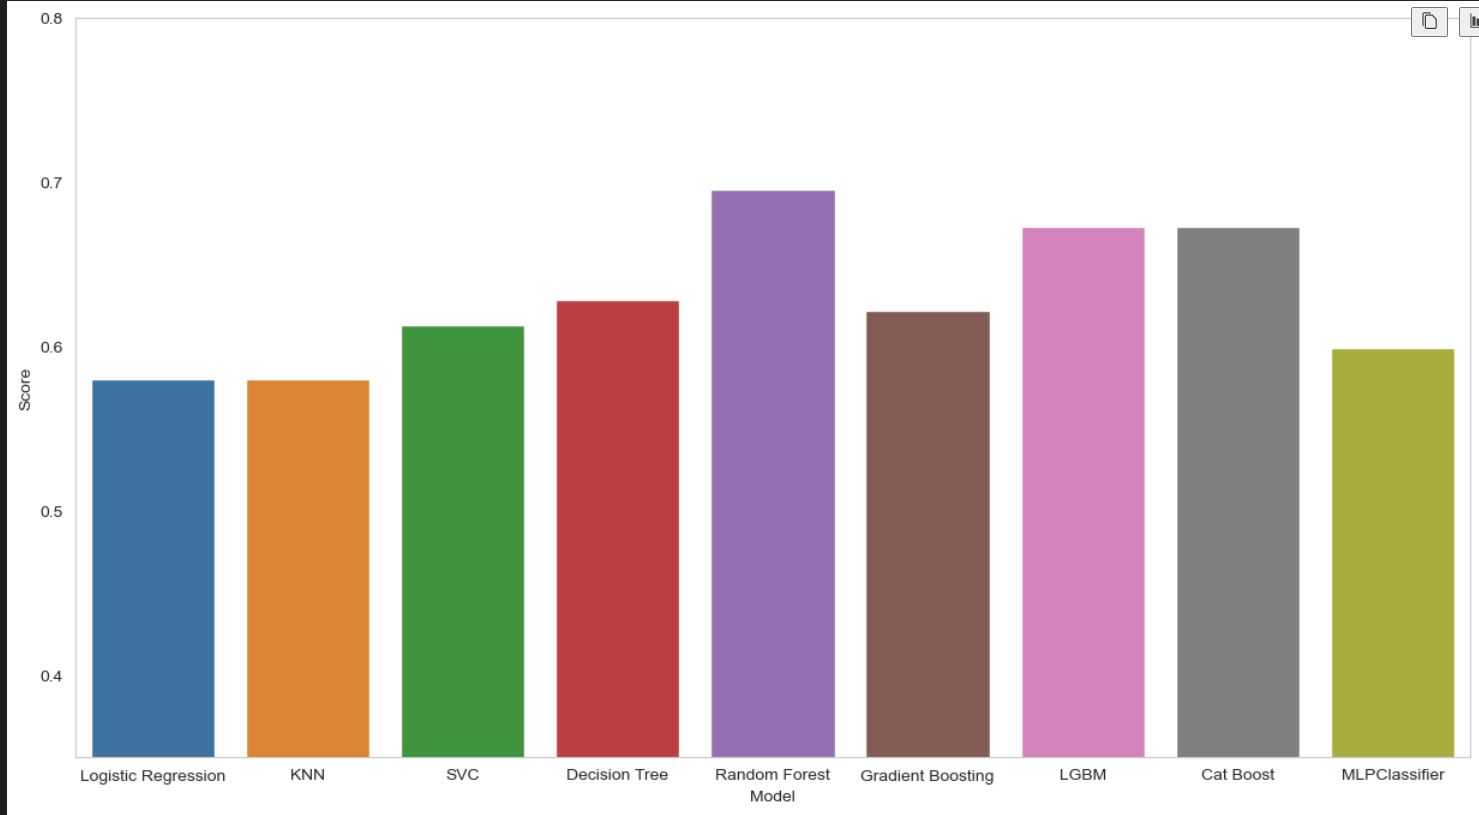 0.8
0.7
0.6
0.5
0.4
Score
Logistic Regression KNN SVC Decision Tree Random Forest Gradient Boosting LGBM Cat Boost MLPClassifier
Model